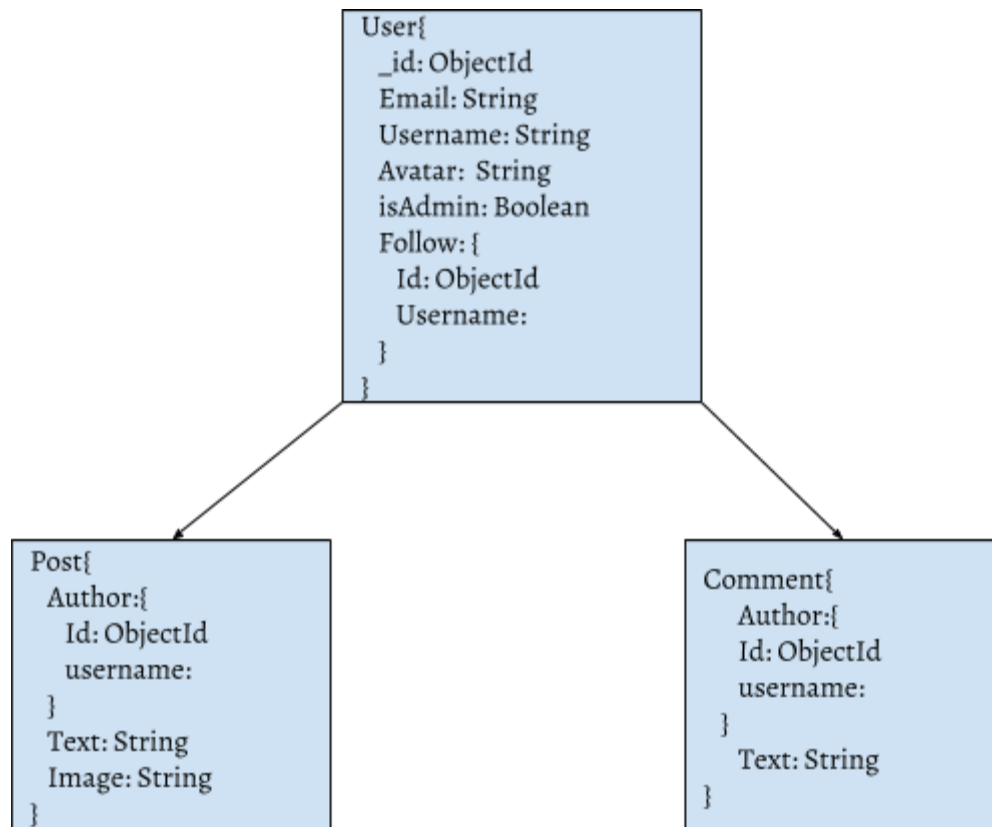 User{
_id: ObjectId
Email: String
Username: String
Avatar:  String
isAdmin: Boolean
Follow: {
Id: ObjectId
Username:
}
}
Post{
Author:{
Id: ObjectId
username:
}
Text: String
Image: String
}
Comment{
Author:{
Id: ObjectId
username:
}
Text: String
}